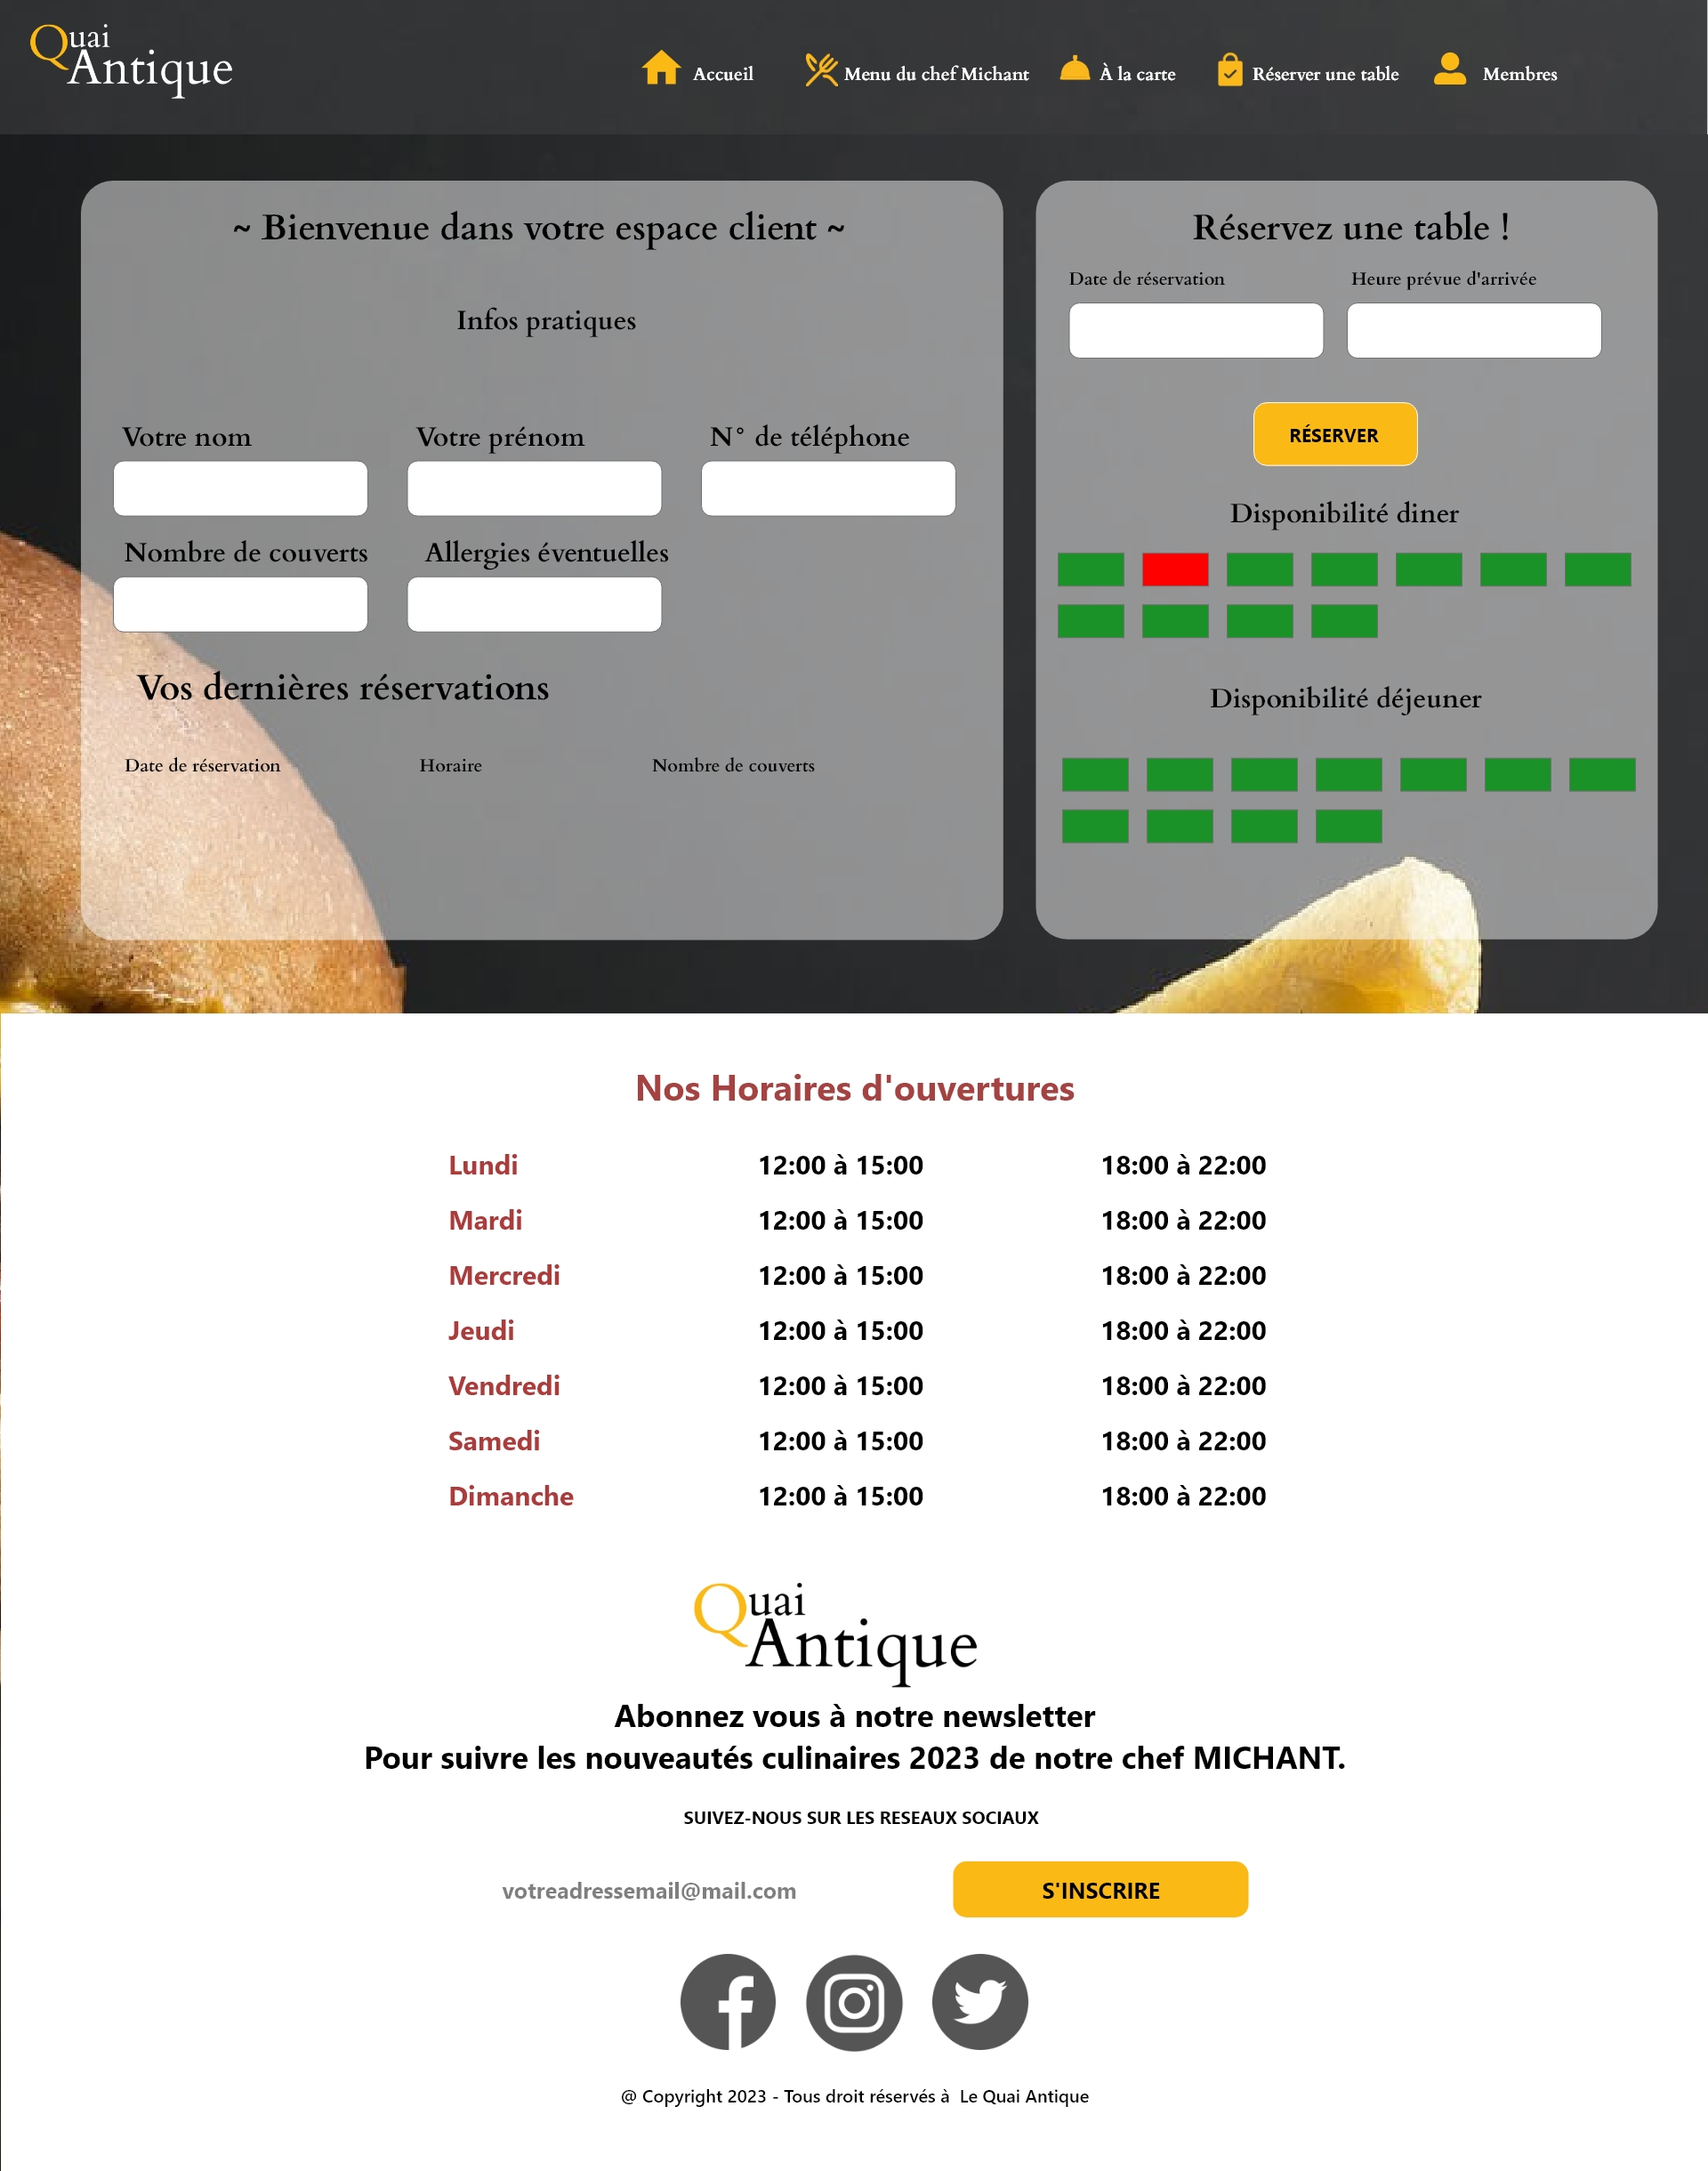 Quai
Antique
Accueil
Menu du chef Michant
À la carte
Réserver une table
Membres
~ Bienvenue dans votre espace client ~
Infos pratiques
Votre nom
Votre prénom
N° de téléphone
Nombre de couverts
Allergies éventuelles
Vos dernières réservations
Date de réservation
Horaire
Nombre de couverts
Réservez une table !
Date de réservation
Heure prévue d'arrivée
RÉSERVER
Disponibilité diner
Disponibilité déjeuner
Nos Horaires d'ouvertures
Lundi 12:00 à 15:00 18:00 à 22:00
Mardi 12:00 à 15:00 18:00 à 22:00
Mercredi 12:00 à 15:00 18:00 à 22:00
Jeudi 12:00 à 15:00 18:00 à 22:00
Vendredi 12:00 à 15:00 18:00 à 22:00
Samedi 12:00 à 15:00 18:00 à 22:00
Dimanche 12:00 à 15:00 18:00 à 22:00
Quai
Antique
Abonnez vous à notre newsletter
Pour suivre les nouveautés culinaires 2023 de notre chef MICHANT.
SUIVEZ-NOUS SUR LES RESEAUX SOCIAUX
votreadressemail@mail.com
S'INSCRIRE
@ Copyright 2023 - Tous droit réservés à  Le Quai Antique